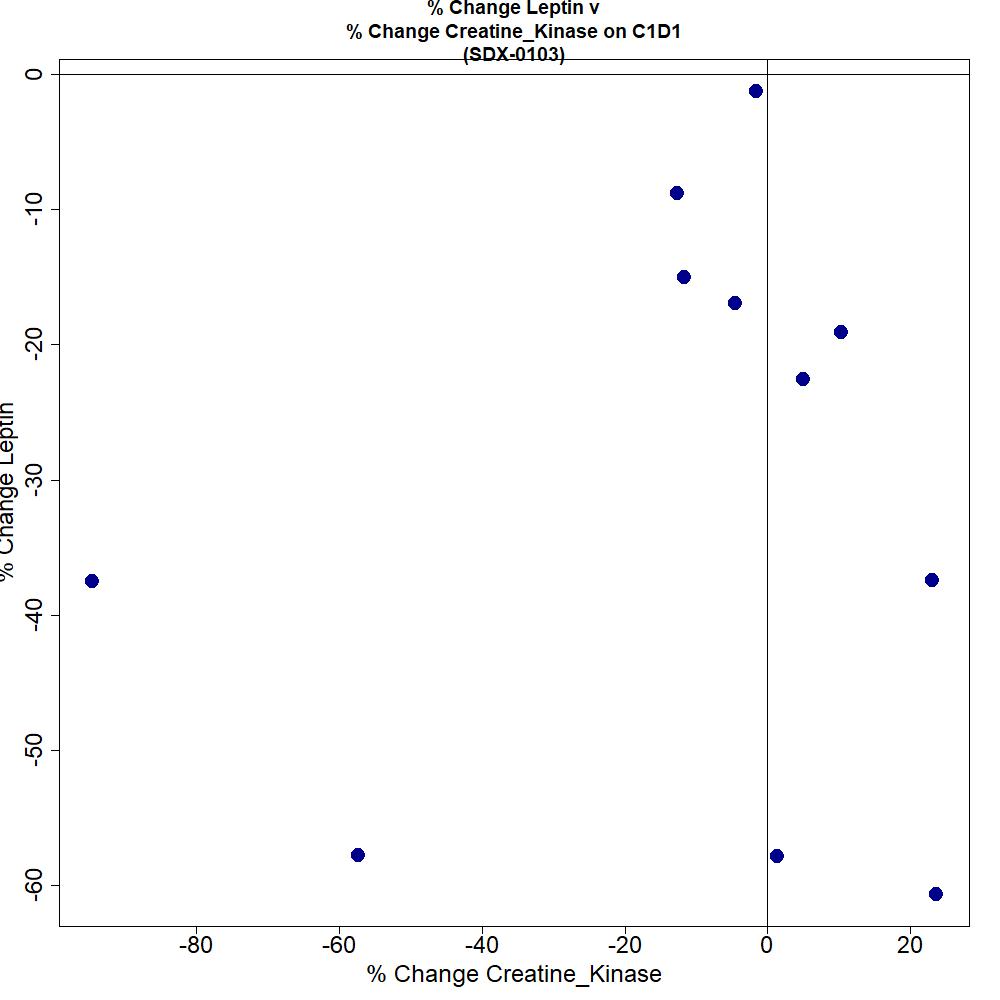 % Change Leptin v
% Change Creatine_Kinase on C1D1
(SDX-0103)
% Change Leptin
0
-10
-20
-30
-40
-50
-60
-80
-60
-40
-20
0
20
% Change Creatine_Kinase